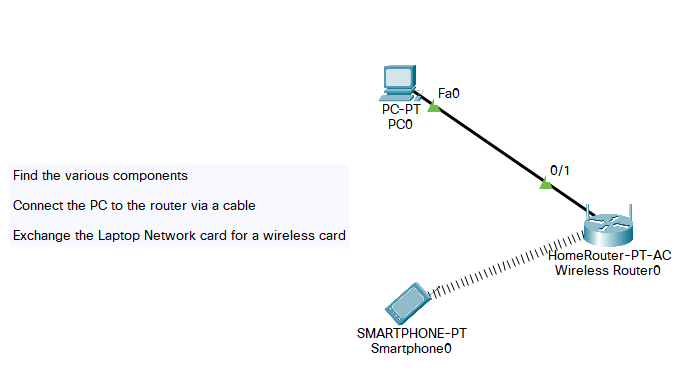 Fa0
PC-PT
PC0
0/1
Find the various components
Connect the PC to the router via a cable
Exchange the Laptop Network card for a wireless card
HomeRouter-PT-AC
Wireless Router0
SMARTPHONE-PT
Smartphone0